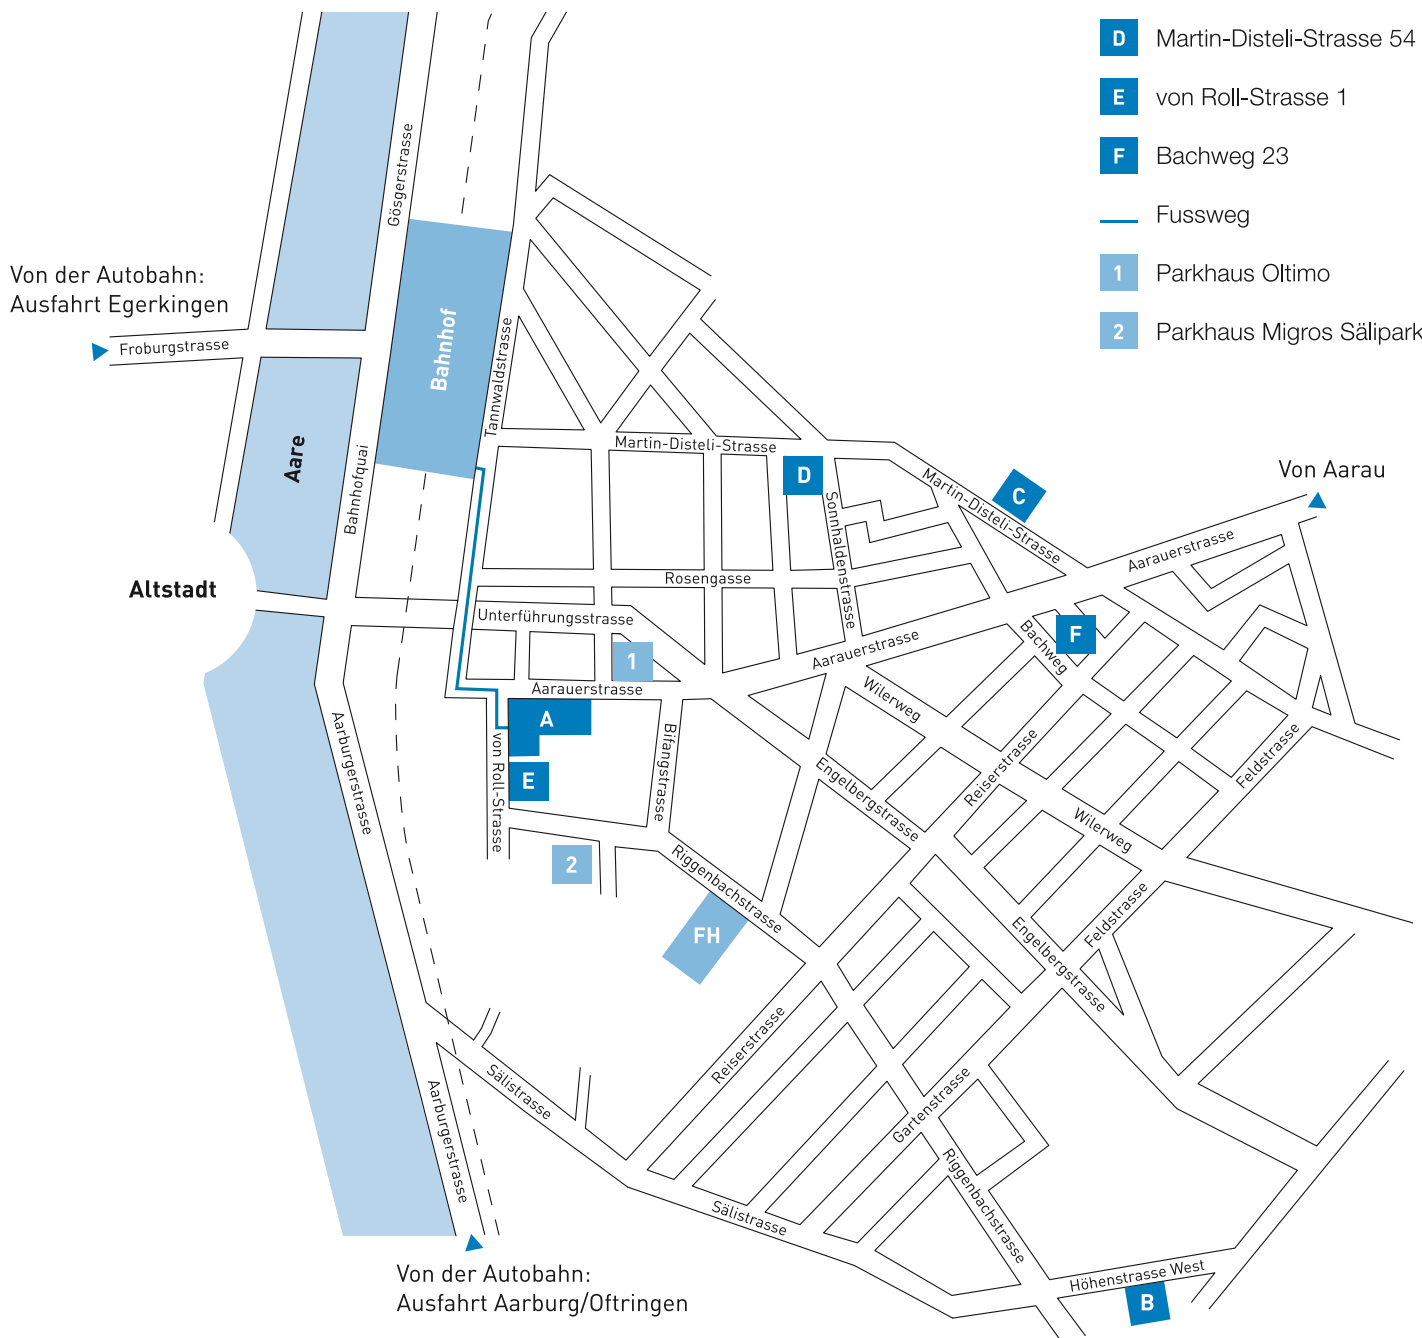 D Martin-Disteli-Strasse 54
E von Roll-Strasse 1
F Bachweg 23
Fussweg
1 Parkhaus Oltimo
2 Parkhaus Migros Sälipark
Gösgerstrasse
Von der Autobahn:
Ausfahrt Egerkingen
Froburgstrasse
Bahnhof
Tannwaldstrasse
Aare
Bahnhofquai
Martin-Disteli-Strasse
D
Sonnhaldenstrasse
Martin-Disteli-Strasse
C
Von Aarau
Aarauerstrasse
Altstadt
Rosengasse
Unterführungsstrasse
1
Aarauerstrasse
Bachweg
F
Aarauerstrasse
Wilerweg
A
E
von Roll-Strasse
Bifangstrasse
Aarburgerstrasse
Engelbergstrasse
Reiserstrasse
Feldstrasse
Wilerweg
2
Riggenbachstrasse
FH
Feldstrasse
Engelbergstrasse
Reiserstrasse
Sälistrasse
Aarburgerstrasse
Gartenstrasse
Riggenbachstrasse
Sälistrasse
Höhenstrasse West
B
Von der Autobahn:
Ausfahrt Aarburg/Oftringen